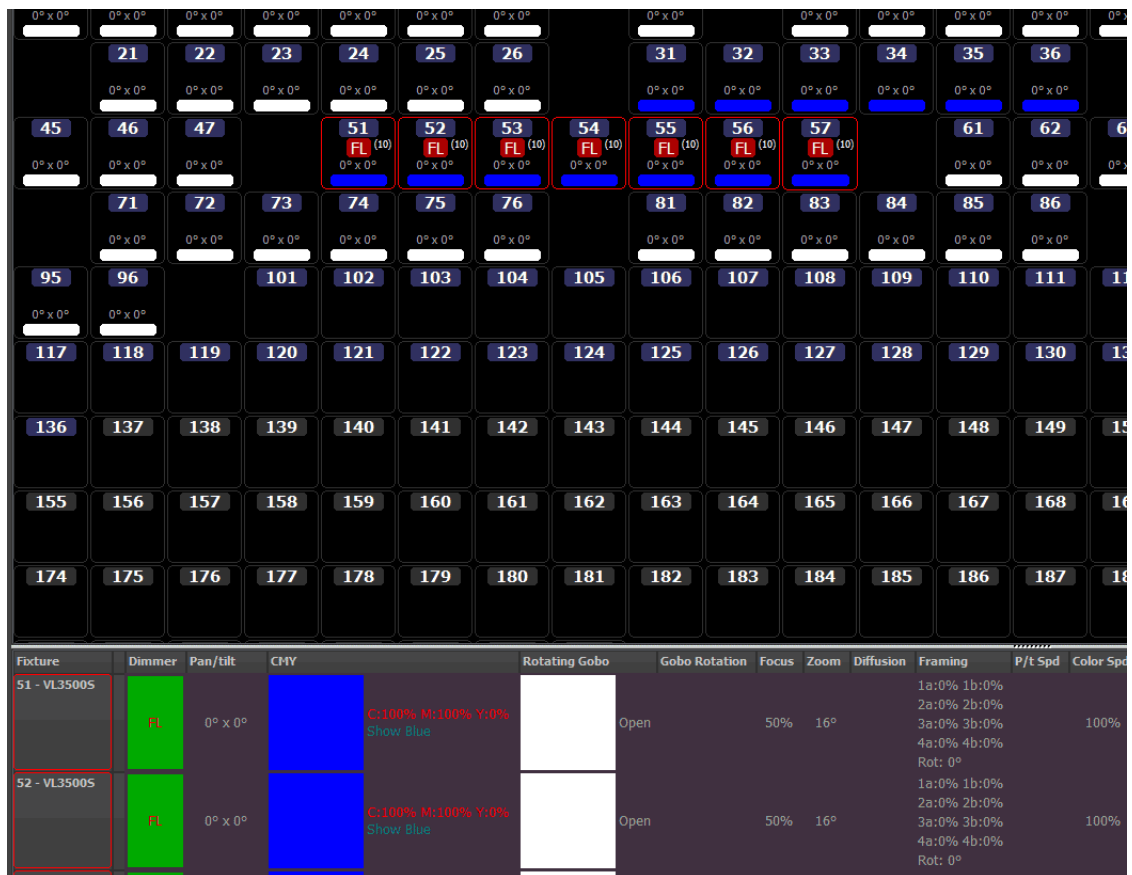 0° x 0° 0° x 0° 0° x 0° 0° x 0° 0° x 0° 0° x 0° 0° x 0° 0° x 0° 0° x 0° 0° x 0° 0° x 0° 0° x
21 22 23 24 25 26 31 32 33 34 35 36
0° x 0° 0° x 0° 0° x 0° 0° x 0° 0° x 0° 0° x 0° 0° x 0° 0° x 0° 0° x 0° 0° x 0° 0° x 0° 0° x 0°
45 46 47 51 52 53 54 55 56 57 61 62 6
FL (10) FL (10) FL (10) FL (10) FL (10) FL (10) FL (10)
0° x 0° 0° x 0° 0° x 0° 0° x 0° 0° x 0° 0° x 0° 0° x 0° 0° x 0° 0° x 0° 0° x 0° 0° x 0° 0° x 0° 0° x
71 72 73 74 75 76 81 82 83 84 85 86
0° x 0° 0° x 0° 0° x 0° 0° x 0° 0° x 0° 0° x 0° 0° x 0° 0° x 0° 0° x 0° 0° x 0° 0° x 0° 0° x 0°
95 96 101 102 103 104 105 106 107 108 109 110 111 11
0° x 0° 0° x 0°
117 118 119 120 121 122 123 124 125 126 127 128 129 130 13
136 137 138 139 140 141 142 143 144 145 146 147 148 149 15
155 156 157 158 159 160 161 162 163 164 165 166 167 168 16
174 175 176 177 178 179 180 181 182 183 184 185 186 187 18
Fixture Dimmer Pan/tilt CMY Rotating Gobo Gobo Rotation Focus Zoom Diffusion Framing P/t Spd Color Spd
51 - VL3500S 1a:0% 1b:0%
2a:0% 2b:0%
C:100% M:100% Y:0%
FL 0° x 0° Open 50% 16° 3a:0% 3b:0% 100%
Show Blue
4a:0% 4b:0%
Rot: 0°
52 - VL3500S 1a:0% 1b:0%
2a:0% 2b:0%
C:100% M:100% Y:0%
FL 0° x 0° Open 50% 16° 3a:0% 3b:0% 100%
Show Blue
4a:0% 4b:0%
Rot: 0°